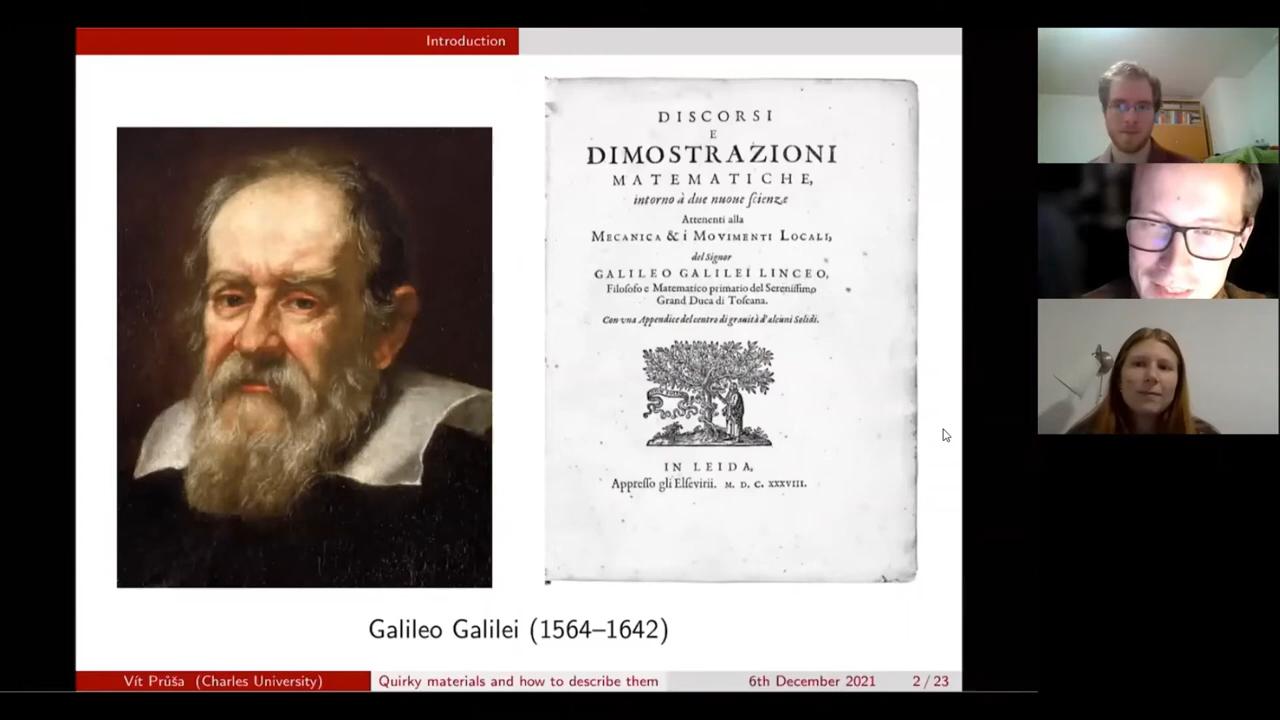 Introduction
DISCORSI
E
DIMOSTRAZIONI
MATEMATICHE,
intorno à due nuoue ſcienze
Attenenti alla
MECANICA & i MOVIMENTI LOCALI,
del Signor
GALILEO GALILEI LINCEO,
Filoſofo e Matematico primario del Sereniſſimo
Grand Duca di Toſcana.
Con vna Appendice del centro di grauità d'alcuni Solidi.
IN LEIDA,
Appreſſo gli Elſevirii. M. D. C. XXXVIII.
Galileo Galilei (1564–1642)
Vít Průša (Charles University)
Quirky materials and how to describe them
6th December 2021
2 / 23